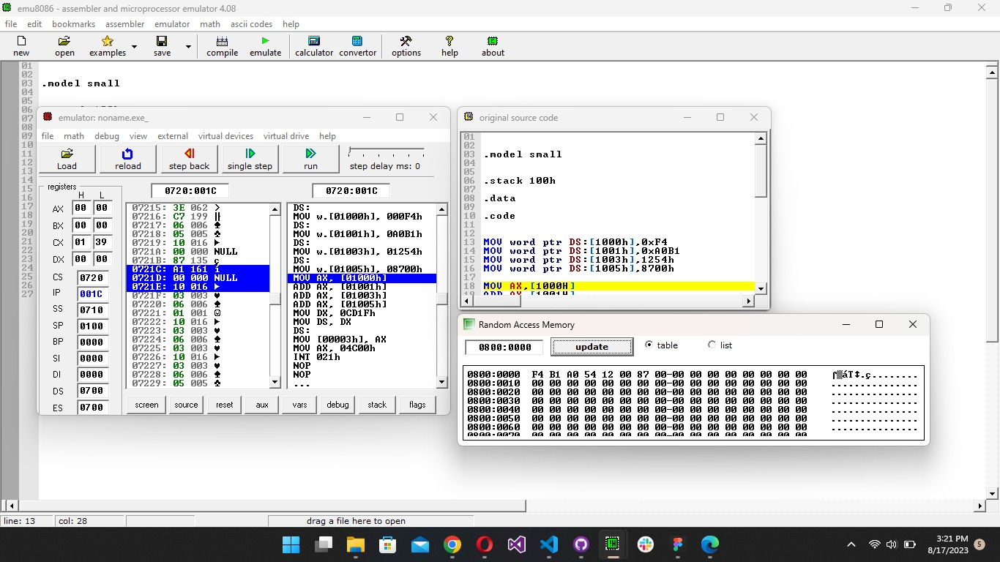 emu8086 - assembler and microprocessor emulator 4.08
file edit bookmarks assembler emulator math ascii codes help
new open examples save compile emulate calculator convertor options help about
01
02
03 .model small
04
05
06
07
08
09
10
11
12
13
14
15
16
17
18
19
20
21
22
23
24
25
26
27
emulator: noname.exe_
file math debug view external virtual devices virtual drive help
Load reload step back single step run step delay ms: 0
registers
H L
AX 00 00
BX 00 00
CX 01 39
DX 00 00
CS 0720
IP 001C
SS 0710
SP 0100
BP 0000
SI 0000
DI 0000
DS 0700
ES 0700
0720:001C
07215: 3E 062 >
07216: C7 199 ╟
07217: 06 006 ♠
07218: 05 005 ♣
07219: 10 016 ►
0721A: 00 000 NULL
0721B: 87 135 ç
0721C: A1 161 í
0721D: 00 000 NULL
0721E: 10 016 ►
0721F: 03 003 ♥
07220: 06 006 ♠
07221: 01 001 ☺
07222: 10 016 ►
07223: 03 003 ♥
07224: 06 006 ♠
07225: 03 003 ♥
07226: 10 016 ►
07227: 03 003 ♥
07228: 06 006 ♠
07229: 05 005 ♣
0720:001C
DS:
MOV w.[01000h], 000F4h
DS:
MOV w.[01001h], 0A0B1h
DS:
MOV w.[01003h], 01254h
DS:
MOV w.[01005h], 08700h
MOV AX, [01000h]
ADD AX, [01001h]
ADD AX, [01003h]
ADD AX, [01005h]
MOV DX, 0CD1Fh
MOV DS, DX
DS:
MOV [00003h], AX
MOV AX, 04C00h
INT 021h
NOP
NOP
...
screen source reset aux vars debug stack flags
original source code
01
02
03 .model small
04
05
06 .stack 100h
07
08 .data
09
10 .code
11
12
13 MOV word ptr DS:[1000h],0xF4
14 MOV word ptr DS:[1001h],0xA0B1
15 MOV word ptr DS:[1003h],1254h
16 MOV word ptr DS:[1005h],8700h
17
18 MOV AX,[1000H]
19 ADD AX,[1001H]
Random Access Memory
0800:0000 update table list
0800:0000 F4 B1 A0 54 12 00 87 00-00 00 00 00 00 00 00 00 ⌠▒áT↕.ç.........
0800:0010 00 00 00 00 00 00 00 00-00 00 00 00 00 00 00 00 ................
0800:0020 00 00 00 00 00 00 00 00-00 00 00 00 00 00 00 00 ................
0800:0030 00 00 00 00 00 00 00 00-00 00 00 00 00 00 00 00 ................
0800:0040 00 00 00 00 00 00 00 00-00 00 00 00 00 00 00 00 ................
0800:0050 00 00 00 00 00 00 00 00-00 00 00 00 00 00 00 00 ................
0800:0060 00 00 00 00 00 00 00 00-00 00 00 00 00 00 00 00 ................
0800:0070 00 00 00 00 00 00 00 00-00 00 00 00 00 00 00 00
line: 13 col: 28 drag a file here to open
3:21 PM
8/17/2023
5